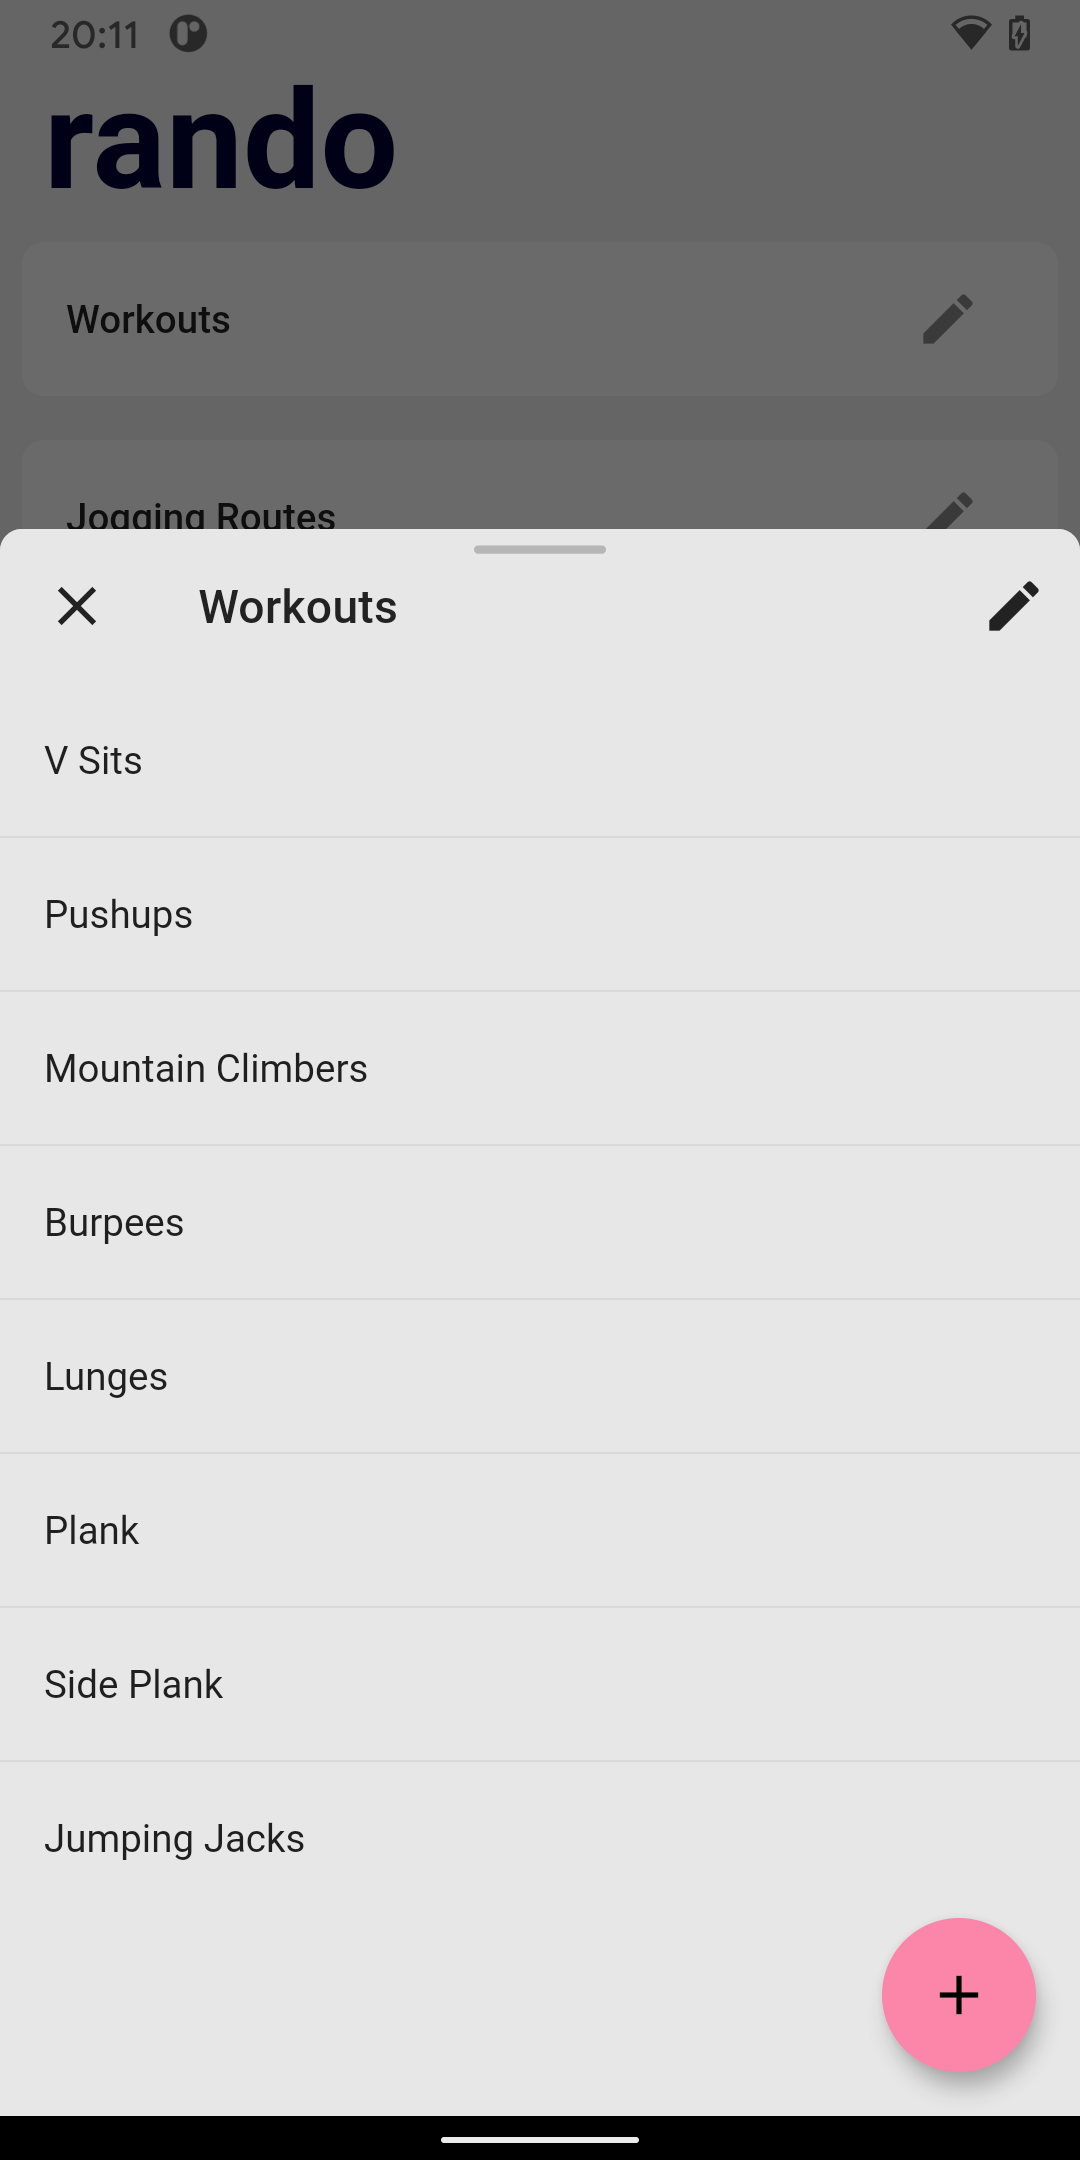 20:11
rando
Workouts
Jogging Routes
Workouts
V Sits
Pushups
Mountain Climbers
Burpees
Lunges
Plank
Side Plank
Jumping Jacks